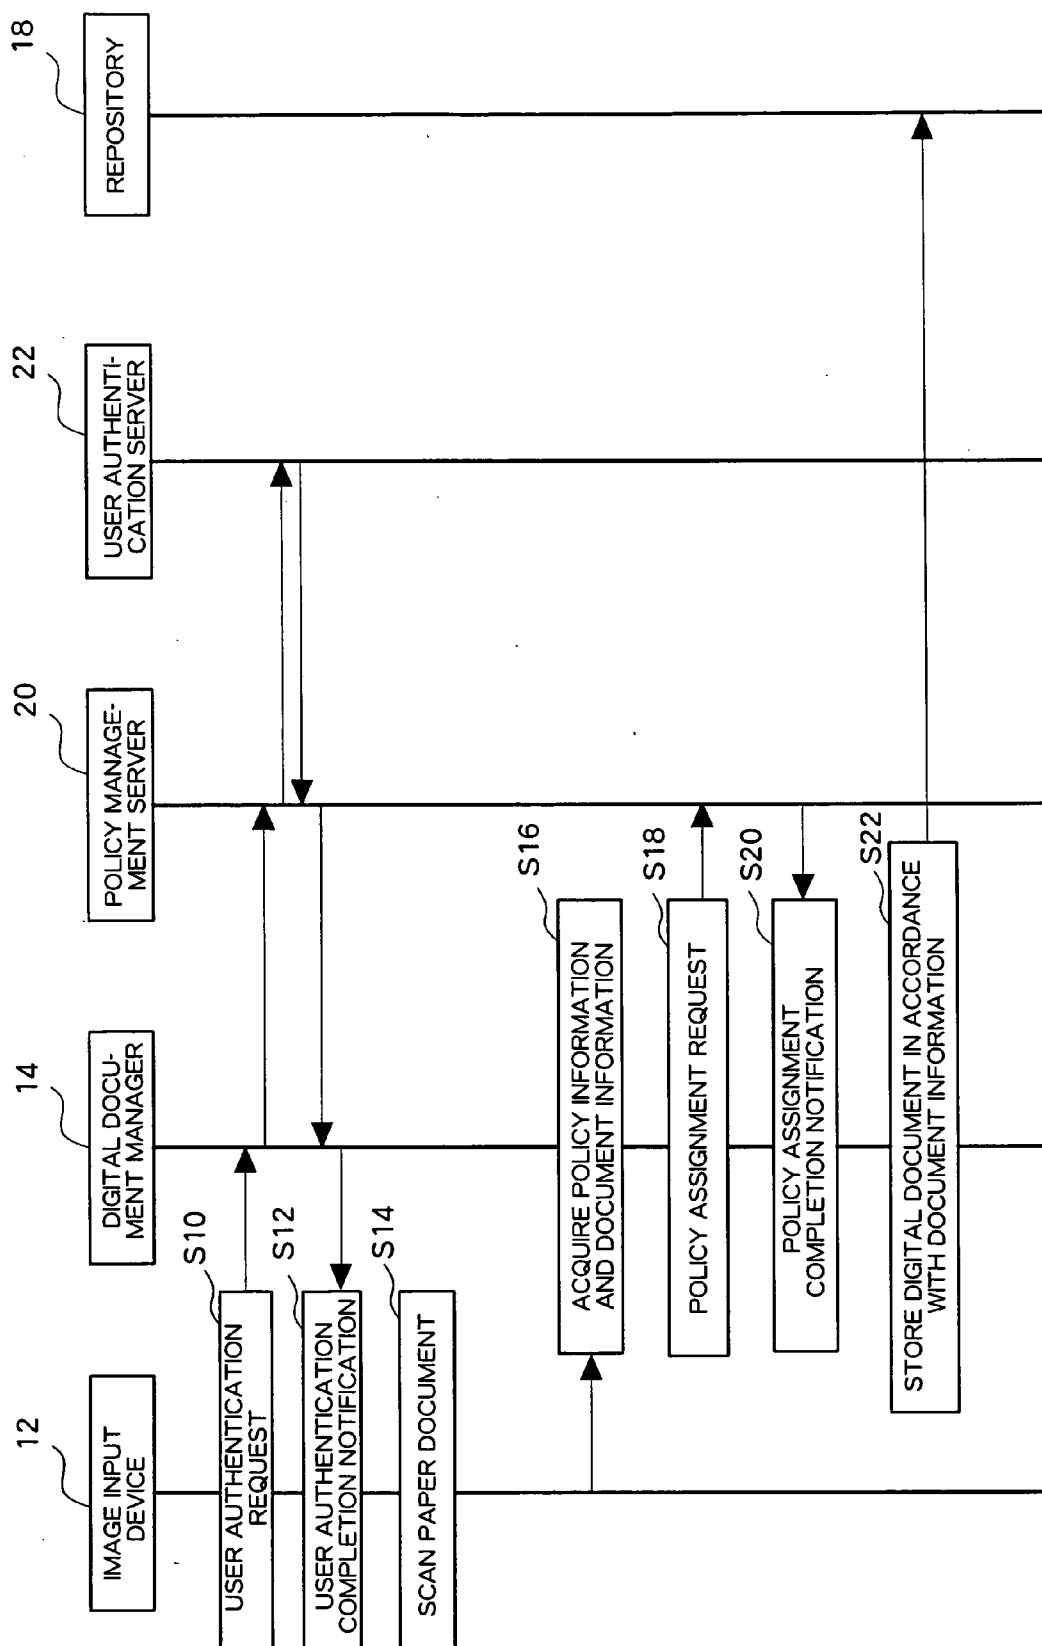 12
IMAGE INPUT
DEVICE
14
DIGITAL DOCU-
MENT MANAGER
20
POLICY MANAGE-
MENT SERVER
22
USER AUTHENTI-
CATION SERVER
18
REPOSITORY
S10
USER AUTHENTICATION
REQUEST
S12
USER AUTHENTICATION
COMPLETION NOTIFICATION
S14
SCAN PAPER DOCUMENT
S16
ACQUIRE POLICY INFORMATION
AND DOCUMENT INFORMATION
S18
POLICY ASSIGNMENT REQUEST
S20
POLICY ASSIGNMENT
COMPLETION NOTIFICATION
S22
STORE DIGITAL DOCUMENT IN ACCORDANCE
WITH DOCUMENT INFORMATION